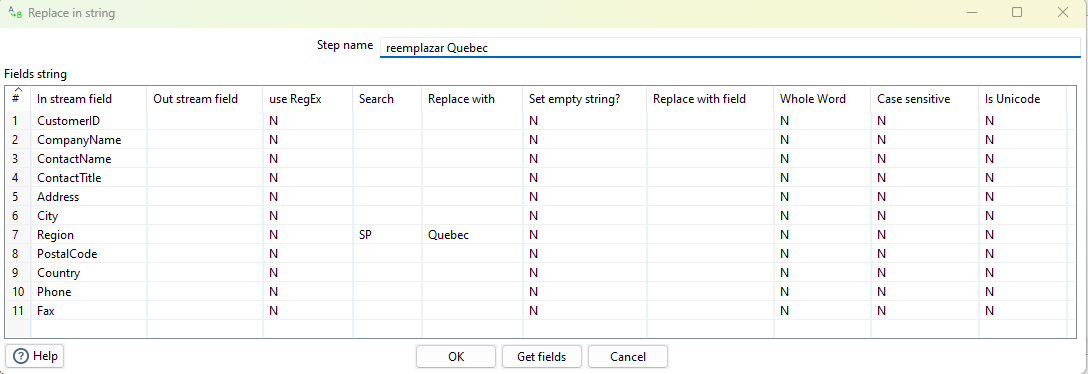 Replace in string
Step name reemplazar Quebec
Fields string
# In stream field Out stream field use RegEx Search Replace with Set empty string? Replace with field Whole Word Case sensitive Is Unicode
1 CustomerID N N N N N
2 CompanyName N N N N N
3 ContactName N N N N N
4 ContactTitle N N N N N
5 Address N N N N N
6 City N N N N N
7 Region N SP Quebec N N N N
8 PostalCode N N N N N
9 Country N N N N N
10 Phone N N N N N
11 Fax N N N N N
Help OK Get fields Cancel